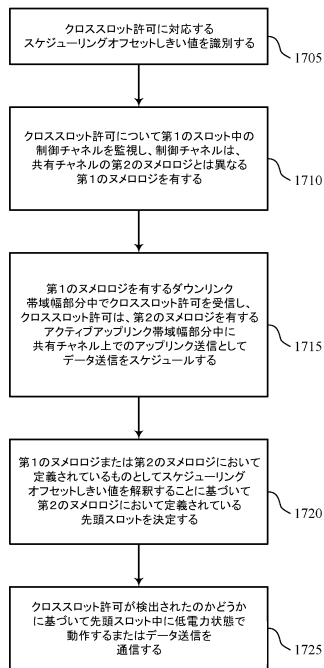 クロススロット許可に対応する
スケジューリングオフセットしきい値を識別する
1705
クロススロット許可について第1のスロット中の
制御チャネルを監視し、制御チャネルは、
共有チャネルの第2のヌメロロジとは異なる
第1のヌメロロジを有する
1710
第1のヌメロロジを有するダウンリンク
帯域幅部分中でクロススロット許可を受信し、
クロススロット許可は、第2のヌメロロジを有する
アクティブアップリンク帯域幅部分中に
共有チャネル上でのアップリンク送信として
データ送信をスケジュールする
1715
第1のヌメロロジまたは第2のヌメロロジにおいて
定義されているものとしてスケジューリング
オフセットしきい値を解釈することに基づいて
第2のヌメロロジにおいて定義されている
先頭スロットを決定する
1720
クロススロット許可が検出されたのかどうか
に基づいて先頭スロット中に低電力状態で
動作するまたはデータ送信を
通信する
1725